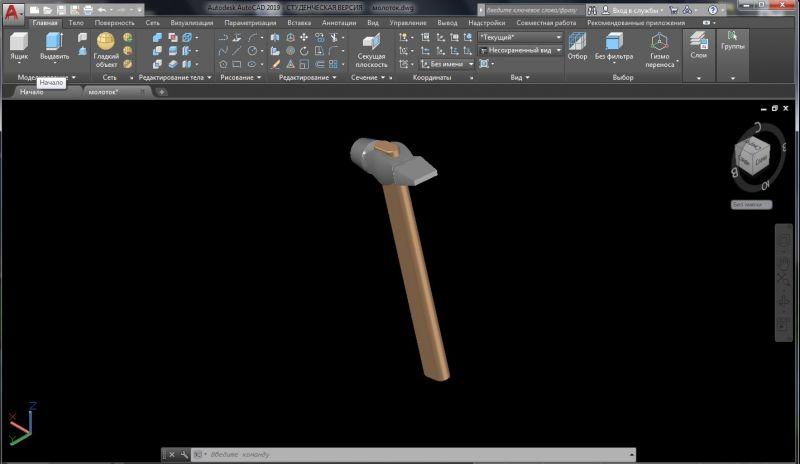 Autodesk AutoCAD 2019 - СТУДЕНЧЕСКАЯ ВЕРСИЯ молоток.dwg
Введите ключевое слово/фразу
Вход в службы
Главная Тело Поверхность Сеть Визуализация Параметризация Вставка Аннотации Вид Управление Вывод Надстройки Совместная работа Рекомендованные приложения
Ящик Выдавить Гладкий объект
Секущая плоскость
"Текущий"
Несохраненный вид
Без имени
Отбор Без фильтра Гизмо переноса
Слои Группы
Моделирование Сеть Редактирование тела Рисование Редактирование Сечение Координаты Вид Выбор
Начало
Начало молоток*
С
В
В
Ю
Без имени
Z
X
Y
Введите команду